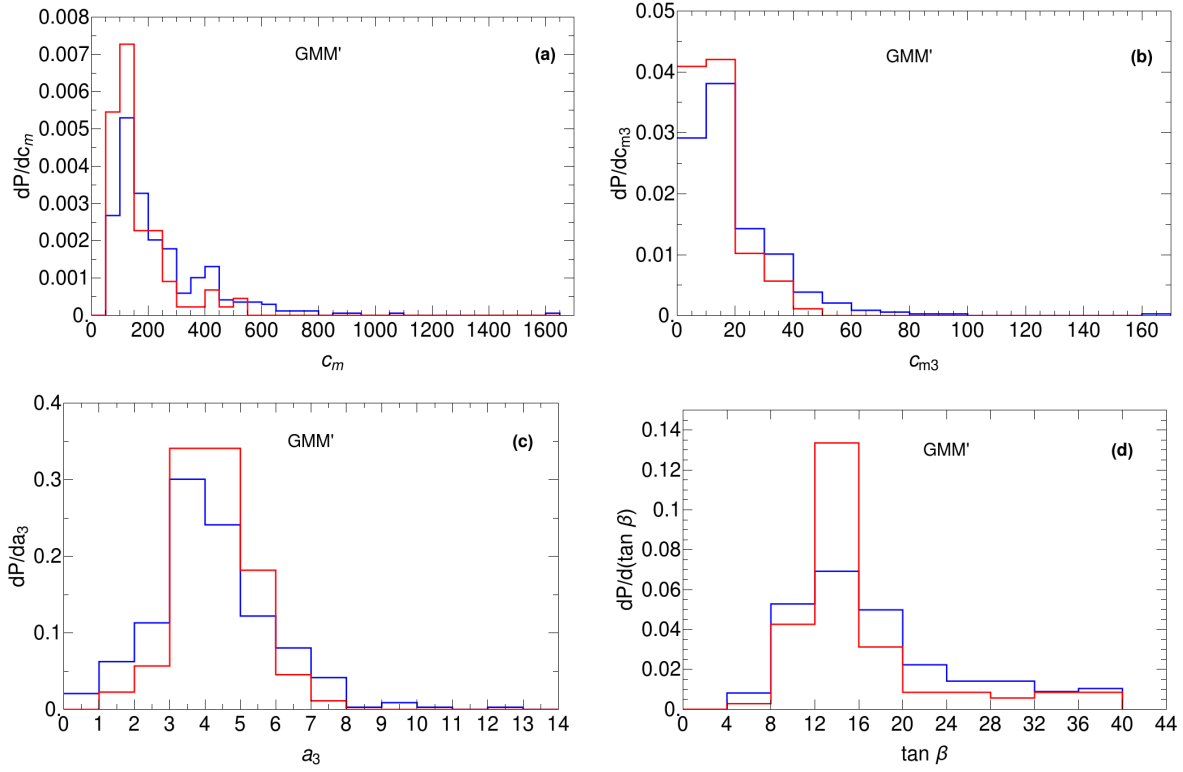 GMM'
(a)
dP/dc_m
0.008
0.007
0.006
0.005
0.004
0.003
0.002
0.001
0.
0 200 400 600 800 1000 1200 1400 1600
c_m
GMM'
(b)
dP/dc_m3
0.05
0.04
0.03
0.02
0.01
0.
0 20 40 60 80 100 120 140 160
c_m3
GMM'
(c)
dP/da_3
0.4
0.3
0.2
0.1
0.
0 1 2 3 4 5 6 7 8 9 10 11 12 13 14
a_3
GMM'
(d)
dP/d(tan β)
0.14
0.12
0.10
0.08
0.06
0.04
0.02
0.
0 4 8 12 16 20 24 28 32 36 40 44
tan β